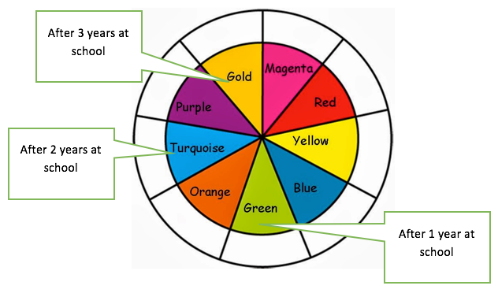 After 3 years at
school
Gold
Magenta
Red
Purple
Yellow
After 2 years at
school
Turquoise
Blue
Orange
Green
After 1 year at
school